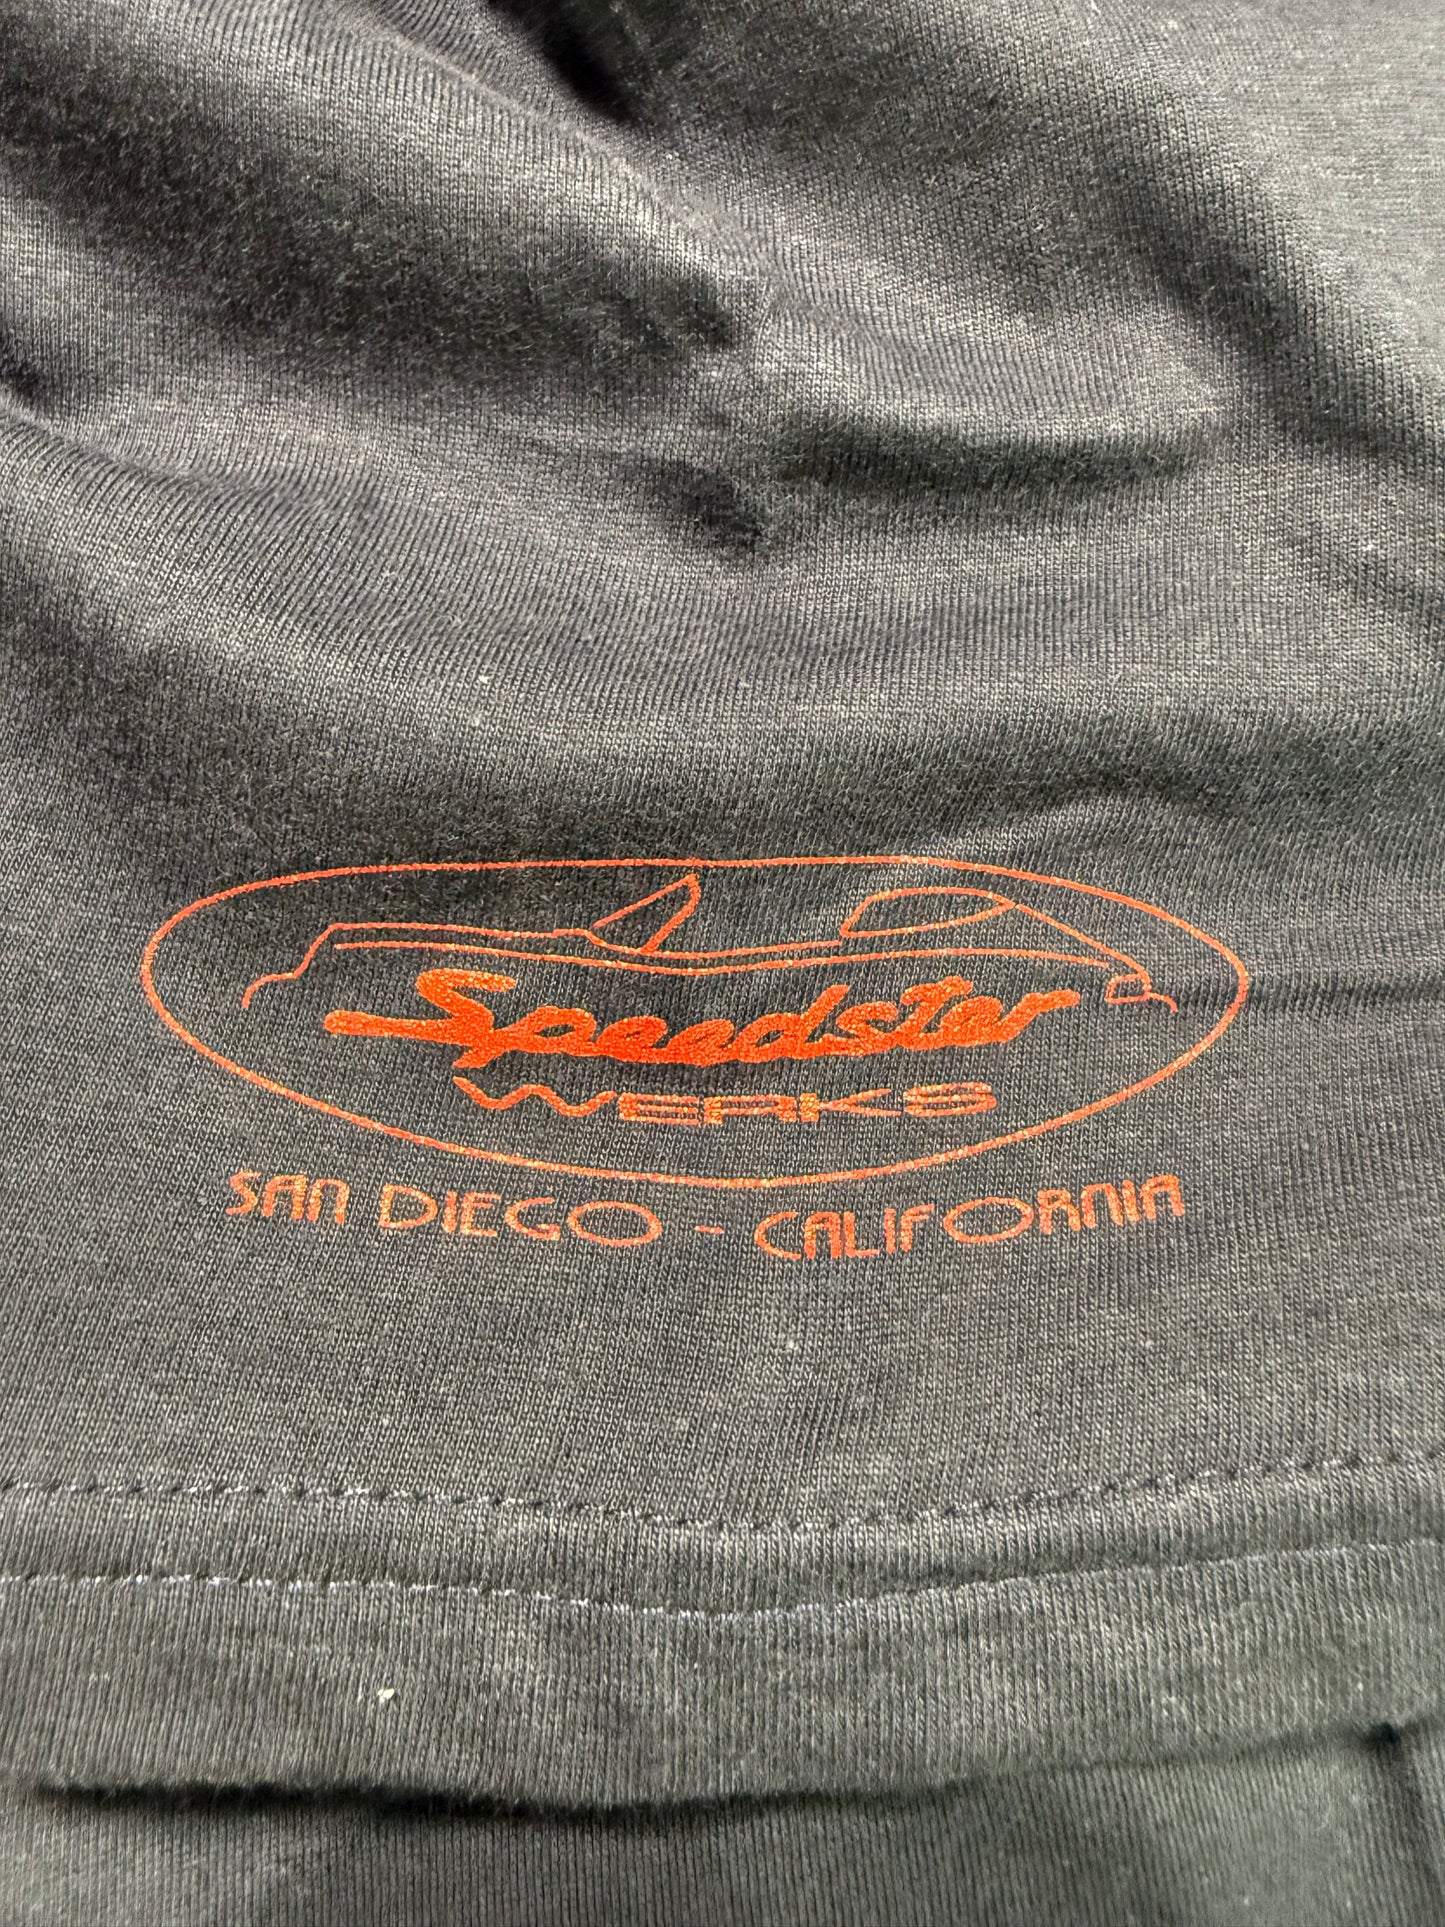 Speedster
WERKS
SAN DIEGO - CALIFORNIA